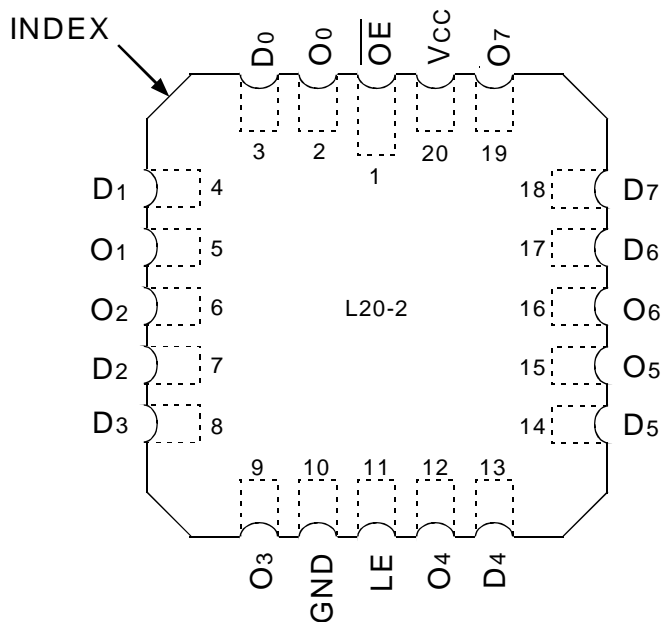 INDEX
D0 O0 O̅E̅ VCC O7
3 2 1 20 19
D1 4 18 D7
O1 5 17 D6
O2 6 L20-2 16 O6
D2 7 15 O5
D3 8 14 D5
9 10 11 12 13
O3 GND LE O4 D4